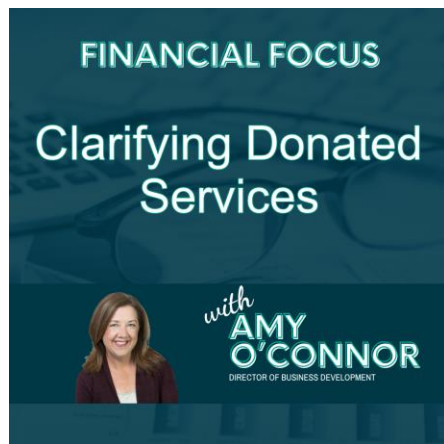 FINANCIAL FOCUS
Clarifying Donated
Services
with
AMY
O'CONNOR
DIRECTOR OF BUSINESS DEVELOPMENT